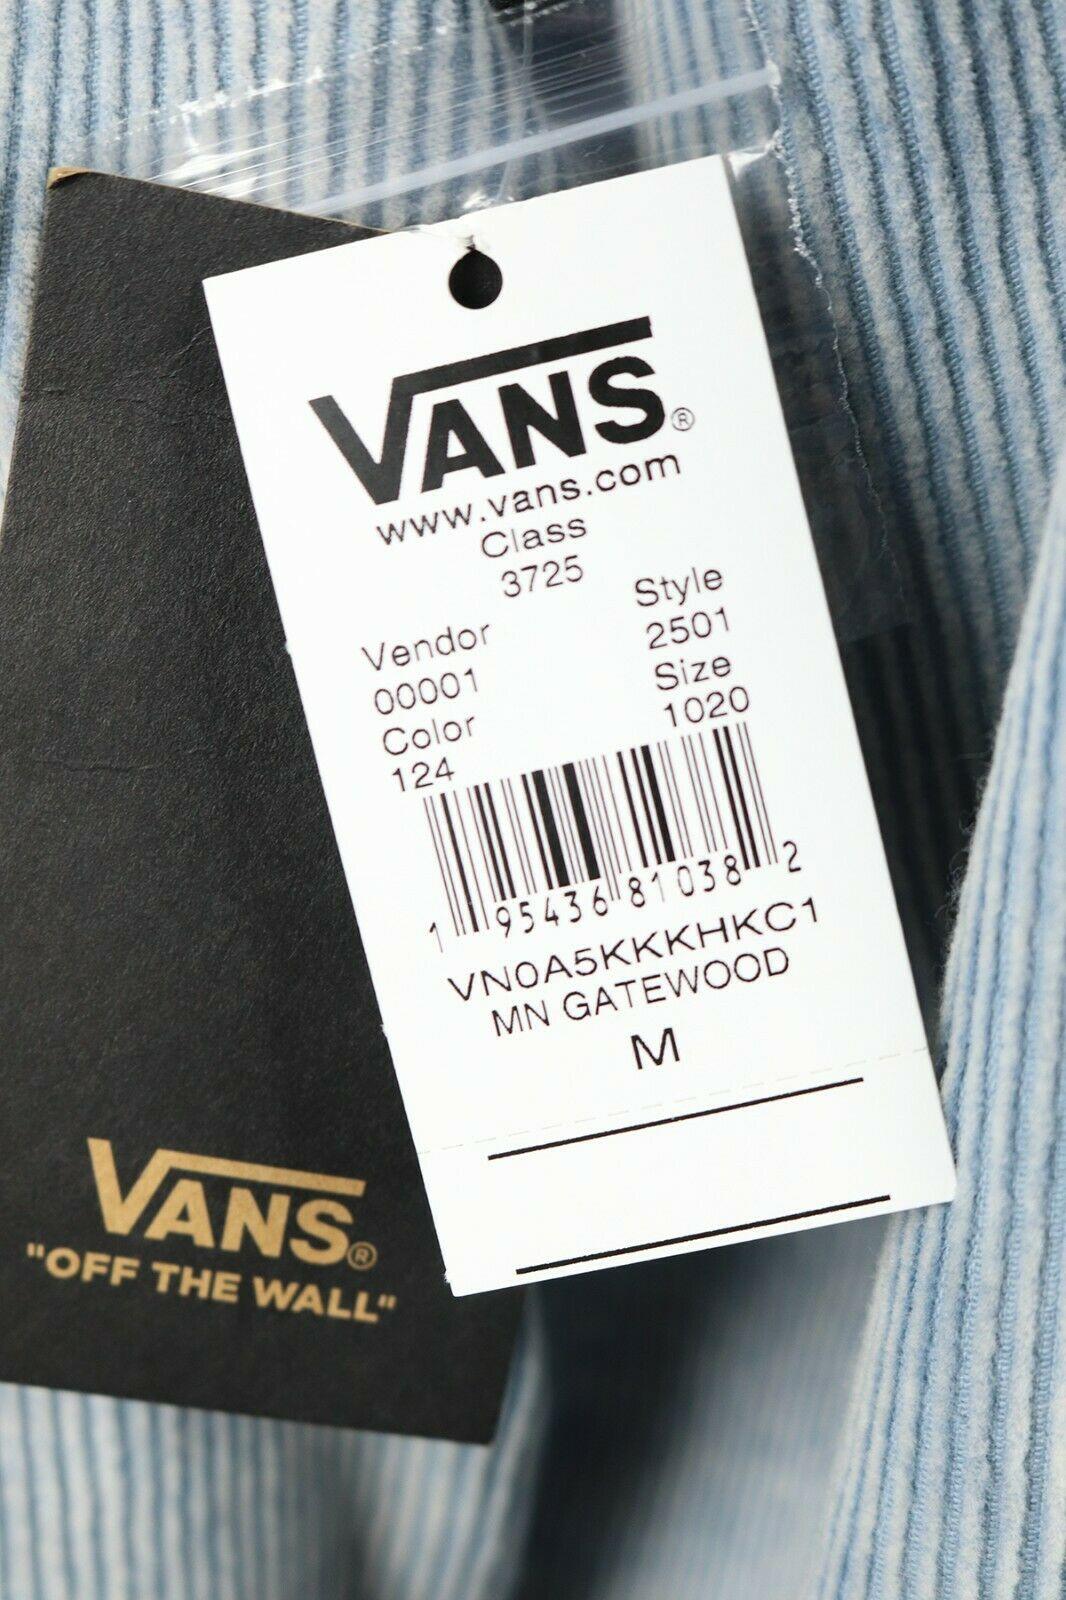 VANS®
www.vans.com
Class
3725
Vendor Style
00001 2501
Color Size
124 1020
1 95436 81038 2
VN0A5KKKHKC1
MN GATEWOOD
M
VANS®
"OFF THE WALL"